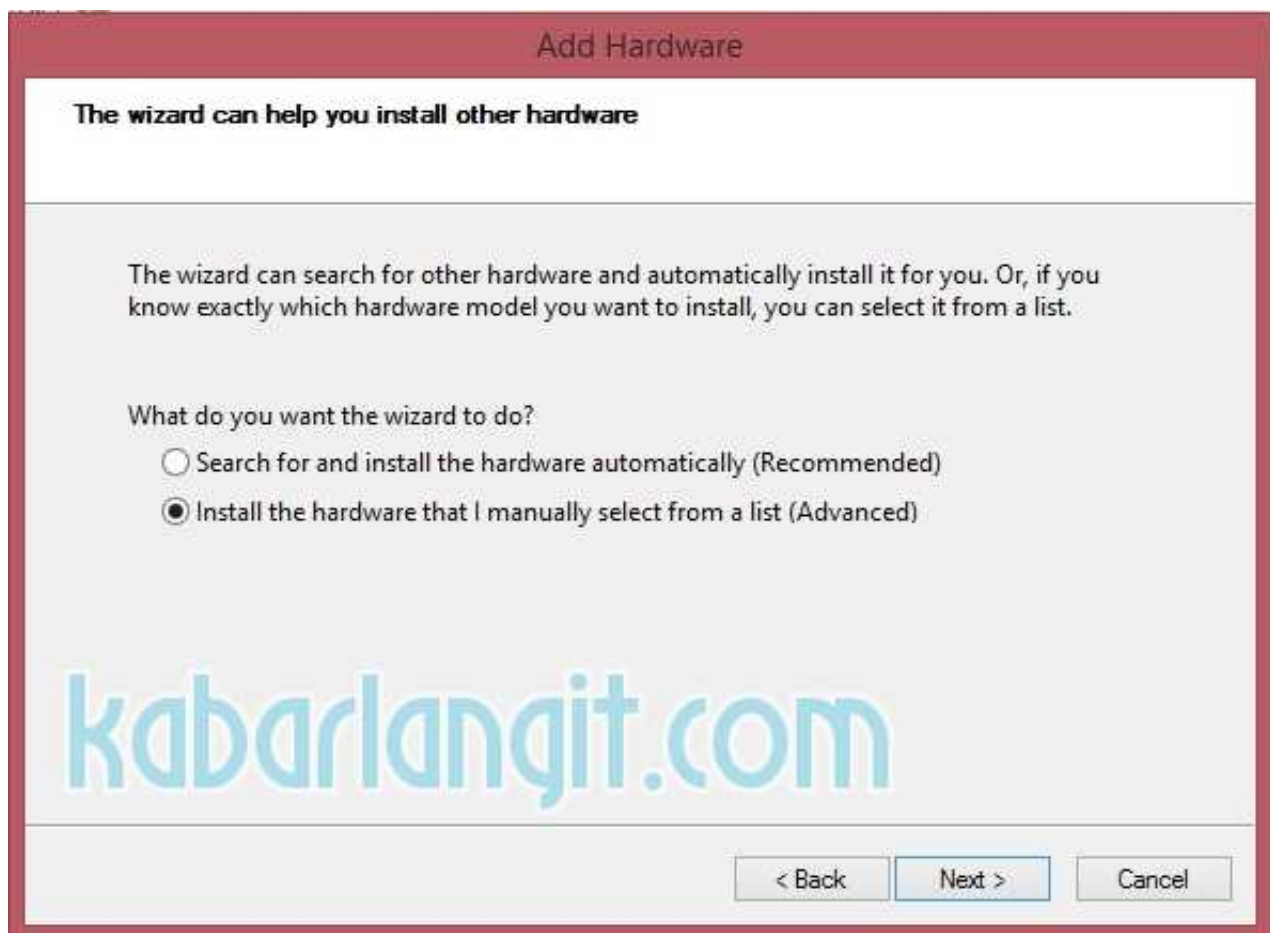 Add Hardware
The wizard can help you install other hardware
The wizard can search for other hardware and automatically install it for you. Or, if you
know exactly which hardware model you want to install, you can select it from a list.
What do you want the wizard to do?
Search for and install the hardware automatically (Recommended)
Install the hardware that I manually select from a list (Advanced)
kabarlangit.com
< Back
Next >
Cancel